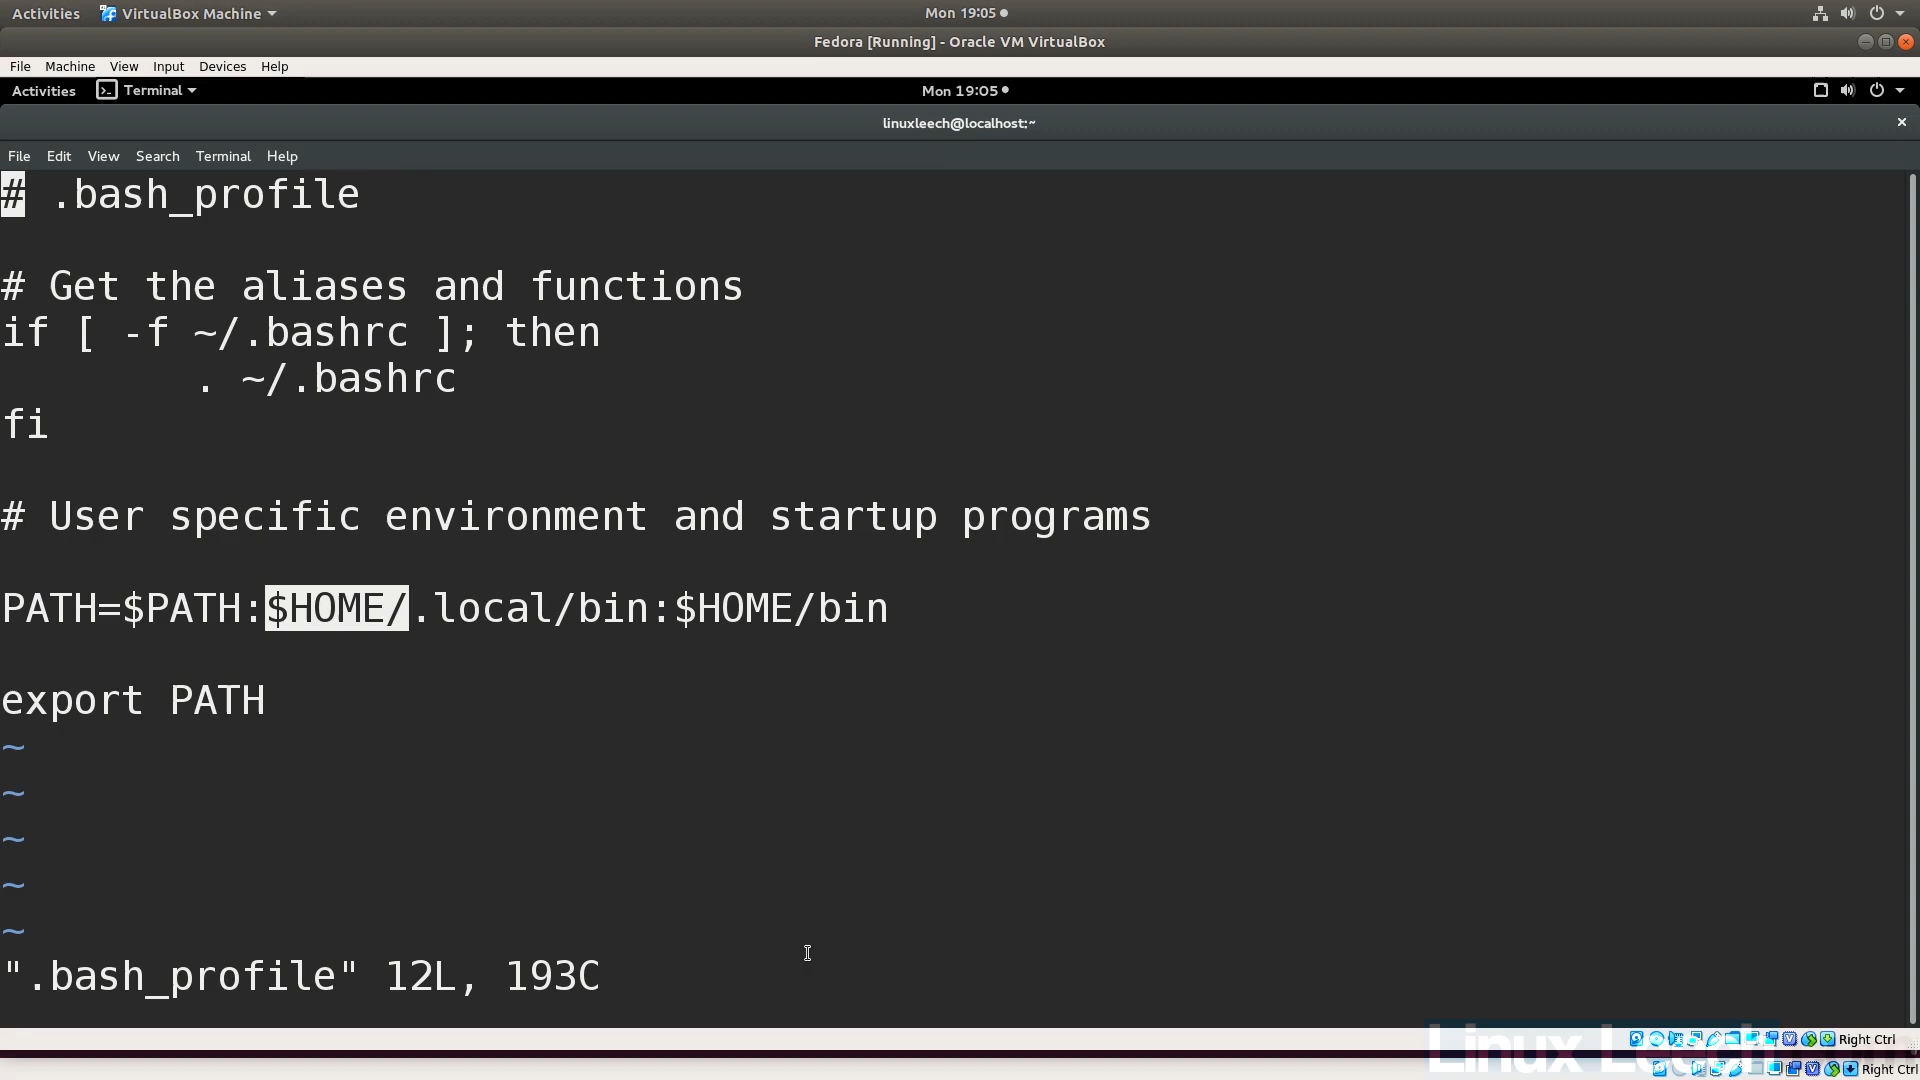 Activities VirtualBox Machine Mon 19:05
Fedora [Running] - Oracle VM VirtualBox
File Machine View Input Devices Help
Activities Terminal Mon 19:05
linuxleech@localhost:~
File Edit View Search Terminal Help
# .bash_profile
# Get the aliases and functions
if [ -f ~/.bashrc ]; then
. ~/.bashrc
fi
# User specific environment and startup programs
PATH=$PATH:$HOME/.local/bin:$HOME/bin
export PATH
~
~
~
~
~
".bash_profile" 12L, 193C
Right Ctrl
Linux Leech
Right Ctrl